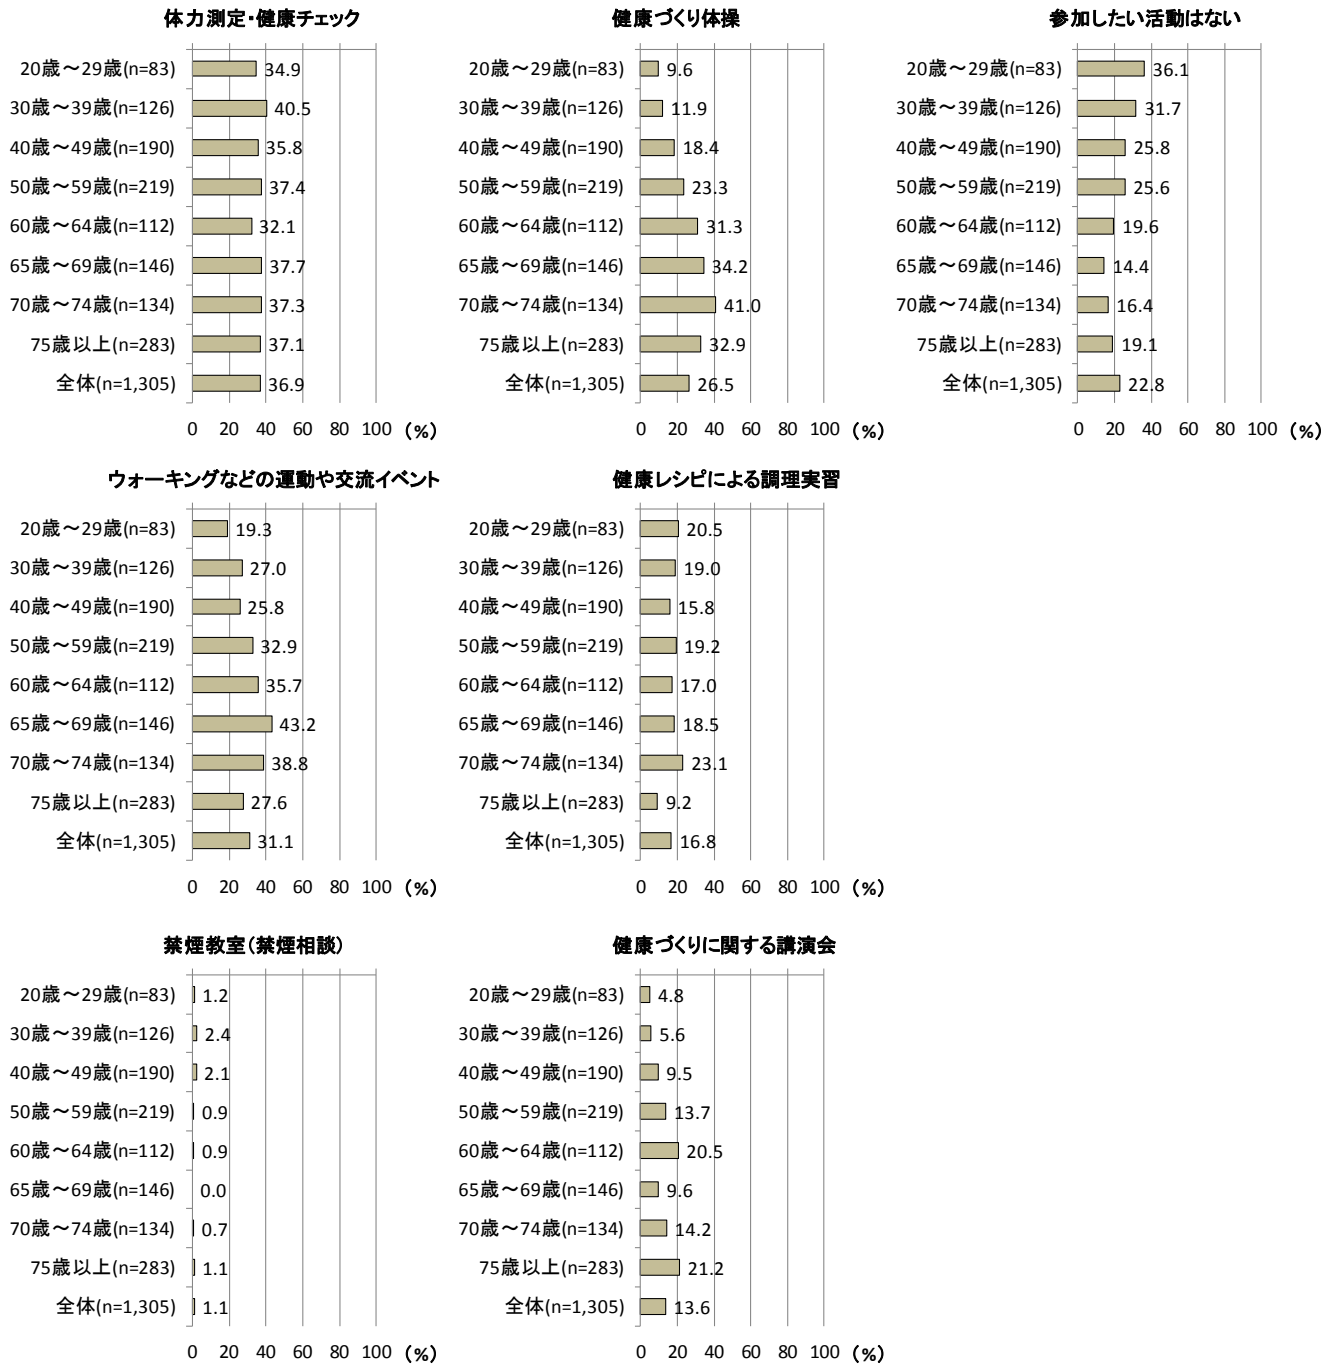 体力測定・健康チェック
20歳～29歳(n=83) 34.9
30歳～39歳(n=126) 40.5
40歳～49歳(n=190) 35.8
50歳～59歳(n=219) 37.4
60歳～64歳(n=112) 32.1
65歳～69歳(n=146) 37.7
70歳～74歳(n=134) 37.3
75歳以上(n=283) 37.1
全体(n=1,305) 36.9
0 20 40 60 80 100 (%)
健康づくり体操
20歳～29歳(n=83) 9.6
30歳～39歳(n=126) 11.9
40歳～49歳(n=190) 18.4
50歳～59歳(n=219) 23.3
60歳～64歳(n=112) 31.3
65歳～69歳(n=146) 34.2
70歳～74歳(n=134) 41.0
75歳以上(n=283) 32.9
全体(n=1,305) 26.5
0 20 40 60 80 100 (%)
参加したい活動はない
20歳～29歳(n=83) 36.1
30歳～39歳(n=126) 31.7
40歳～49歳(n=190) 25.8
50歳～59歳(n=219) 25.6
60歳～64歳(n=112) 19.6
65歳～69歳(n=146) 14.4
70歳～74歳(n=134) 16.4
75歳以上(n=283) 19.1
全体(n=1,305) 22.8
0 20 40 60 80 100 (%)
ウォーキングなどの運動や交流イベント
20歳～29歳(n=83) 19.3
30歳～39歳(n=126) 27.0
40歳～49歳(n=190) 25.8
50歳～59歳(n=219) 32.9
60歳～64歳(n=112) 35.7
65歳～69歳(n=146) 43.2
70歳～74歳(n=134) 38.8
75歳以上(n=283) 27.6
全体(n=1,305) 31.1
0 20 40 60 80 100 (%)
健康レシピによる調理実習
20歳～29歳(n=83) 20.5
30歳～39歳(n=126) 19.0
40歳～49歳(n=190) 15.8
50歳～59歳(n=219) 19.2
60歳～64歳(n=112) 17.0
65歳～69歳(n=146) 18.5
70歳～74歳(n=134) 23.1
75歳以上(n=283) 9.2
全体(n=1,305) 16.8
0 20 40 60 80 100 (%)
禁煙教室(禁煙相談)
20歳～29歳(n=83) 1.2
30歳～39歳(n=126) 2.4
40歳～49歳(n=190) 2.1
50歳～59歳(n=219) 0.9
60歳～64歳(n=112) 0.9
65歳～69歳(n=146) 0.0
70歳～74歳(n=134) 0.7
75歳以上(n=283) 1.1
全体(n=1,305) 1.1
0 20 40 60 80 100 (%)
健康づくりに関する講演会
20歳～29歳(n=83) 4.8
30歳～39歳(n=126) 5.6
40歳～49歳(n=190) 9.5
50歳～59歳(n=219) 13.7
60歳～64歳(n=112) 20.5
65歳～69歳(n=146) 9.6
70歳～74歳(n=134) 14.2
75歳以上(n=283) 21.2
全体(n=1,305) 13.6
0 20 40 60 80 100 (%)